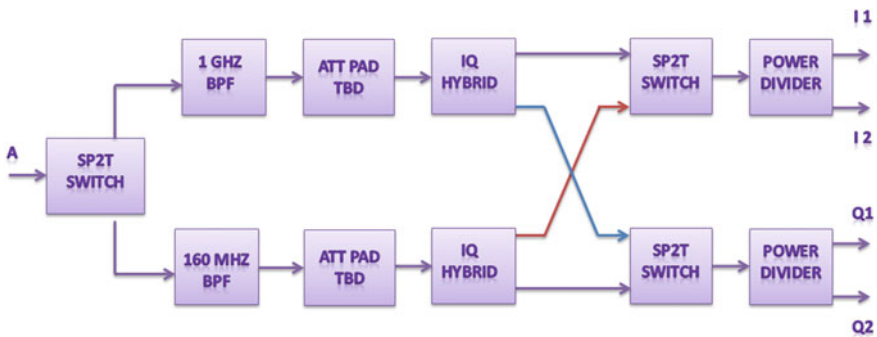 I 1
1 GHZ
BPF
ATT PAD
TBD
IQ
HYBRID
SP2T
SWITCH
POWER
DIVIDER
I 2
A
SP2T
SWITCH
Q1
160 MHZ
BPF
ATT PAD
TBD
IQ
HYBRID
SP2T
SWITCH
POWER
DIVIDER
Q2